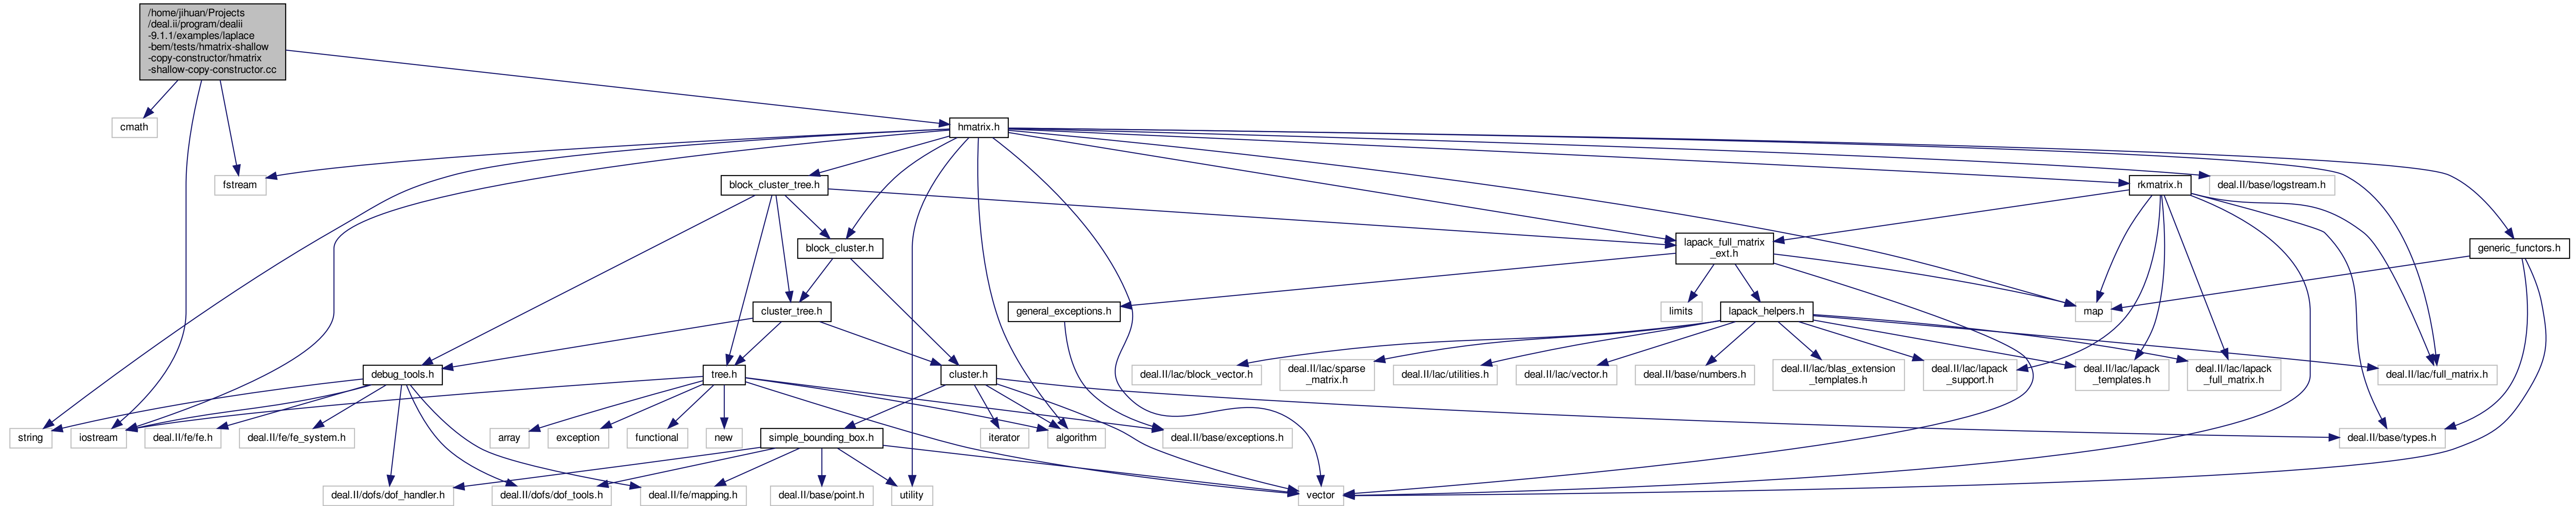 /home/jihuan/Projects
/deal.ii/program/dealii
-9.1.1/examples/laplace
-bem/tests/hmatrix-shallow
-copy-constructor/hmatrix
-shallow-copy-constructor.cc
cmath
hmatrix.h
fstream
block_cluster_tree.h
rkmatrix.h
deal.II/base/logstream.h
block_cluster.h
lapack_full_matrix
_ext.h
generic_functors.h
cluster_tree.h
general_exceptions.h
limits
lapack_helpers.h
map
debug_tools.h
tree.h
cluster.h
deal.II/lac/block_vector.h
deal.II/lac/sparse
_matrix.h
deal.II/lac/utilities.h
deal.II/lac/vector.h
deal.II/base/numbers.h
deal.II/lac/blas_extension
_templates.h
deal.II/lac/lapack
_support.h
deal.II/lac/lapack
_templates.h
deal.II/lac/lapack
_full_matrix.h
deal.II/lac/full_matrix.h
string
iostream
deal.II/fe/fe.h
deal.II/fe/fe_system.h
array
exception
functional
new
simple_bounding_box.h
iterator
algorithm
deal.II/base/exceptions.h
deal.II/base/types.h
deal.II/dofs/dof_handler.h
deal.II/dofs/dof_tools.h
deal.II/fe/mapping.h
deal.II/base/point.h
utility
vector